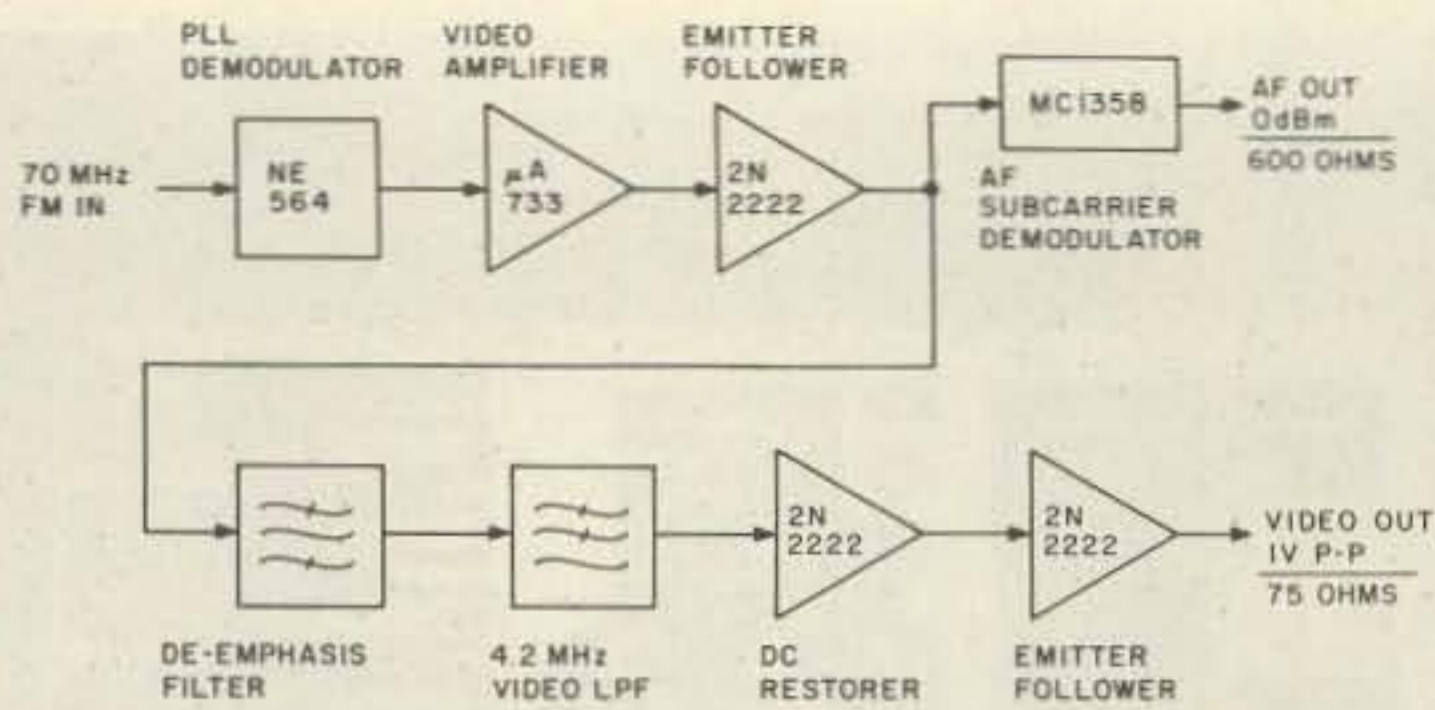 PLL
DEMODULATOR
VIDEO
AMPLIFIER
EMITTER
FOLLOWER
70 MHz
FM IN
NE
564
μA
733
2N
2222
MC1358
AF OUT
0dBm
600 OHMS
AF
SUBCARRIER
DEMODULATOR
2N
2222
2N
2222
VIDEO OUT
1V P-P
75 OHMS
DE-EMPHASIS
FILTER
4.2 MHz
VIDEO LPF
DC
RESTORER
EMITTER
FOLLOWER